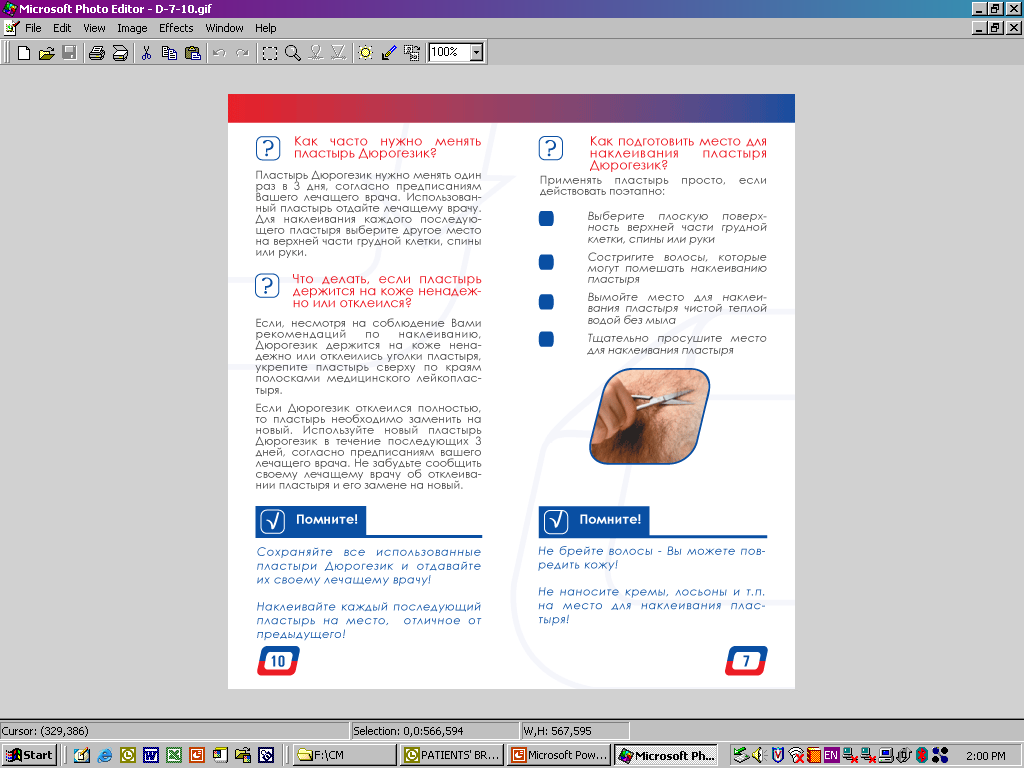 Microsoft Photo Editor - D-7-10.gif
File Edit View Image Effects Window Help
100%
?
Как часто нужно менять
пластырь Дюрогезик?
Пластырь Дюрогезик нужно менять один
раз в 3 дня, согласно предписаниям
Вашего лечащего врача. Использован-
ный пластырь отдайте лечащему врачу.
Для наклеивания каждого последую-
щего пластыря выберите другое место
на верхней части грудной клетки, спины
или руки.
?
Что делать, если пластырь
держится на коже ненадеж-
но или отклеился?
Если, несмотря на соблюдение Вами
рекомендаций по наклеиванию,
Дюрогезик держится на коже нена-
дежно или отклеились уголки пластыря,
укрепите пластырь сверху по краям
полосками медицинского лейкоплас-
тыря.
Если Дюрогезик отклеился полностью,
то пластырь необходимо заменить на
новый. Используйте новый пластырь
Дюрогезик в течение последующих 3
дней, согласно предписаниям вашего
лечащего врача. Не забудьте сообщить
своему лечащему врачу об отклеива-
нии пластыря и его замене на новый.
Помните!
Сохраняйте все использованные
пластыри Дюрогезик и отдавайте
их своему лечащему врачу!
Наклеивайте каждый последующий
пластырь на место, отличное от
предыдущего!
10
?
Как подготовить место для
наклеивания пластыря
Дюрогезик?
Применять пластырь просто, если
действовать поэтапно:
Выберите плоскую поверх-
ность верхней части грудной
клетки, спины или руки
Состригите волосы, которые
могут помешать наклеиванию
пластыря
Вымойте место для наклеи-
вания пластыря чистой теплой
водой без мыла
Тщательно просушите место
для наклеивания пластыря
Помните!
Не брейте волосы - Вы можете пов-
редить кожу!
Не наносите кремы, лосьоны и т.п.
на место для наклеивания плас-
тыря!
7
Cursor: (329,386) Selection: 0,0:566,594 W,H: 567,595
Start F:\CM PATIENTS' BR... Microsoft Pow... Microsoft Ph... EN 2:00 PM